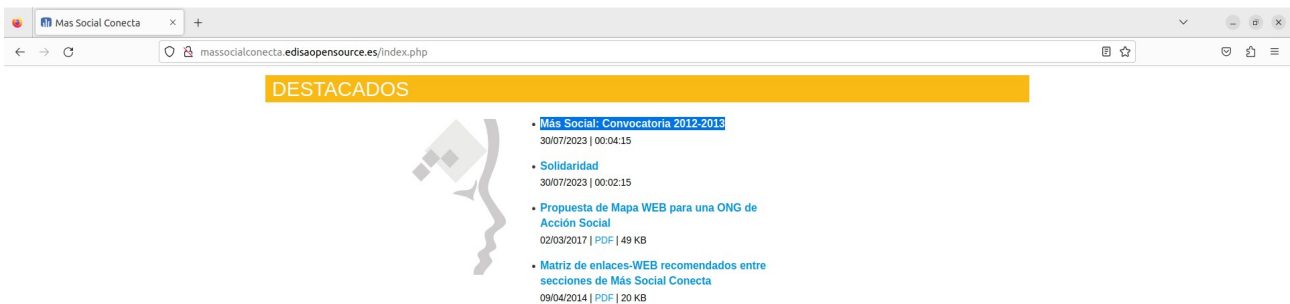 Mas Social Conecta
massocialconecta.edisaopensource.es/index.php
DESTACADOS
• Más Social: Convocatoria 2012-2013
30/07/2023 | 00:04:15
• Solidaridad
30/07/2023 | 00:02:15
• Propuesta de Mapa WEB para una ONG de
Acción Social
02/03/2017 | PDF | 49 KB
• Matriz de enlaces-WEB recomendados entre
secciones de Más Social Conecta
09/04/2014 | PDF | 20 KB